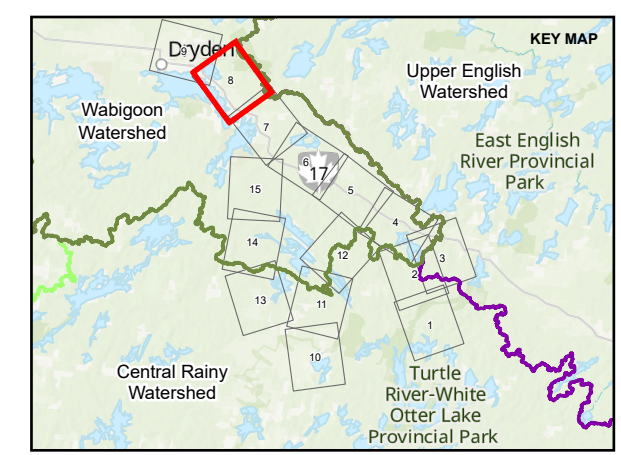 KEY MAP
Dryden
9
8
Upper English
Watershed
Wabigoon
Watershed
7
East English
River Provincial
Park
6
17
5
15
4
14
12
3
2
13
11
1
10
Central Rainy
Watershed
Turtle
River-White
Otter Lake
Provincial Park